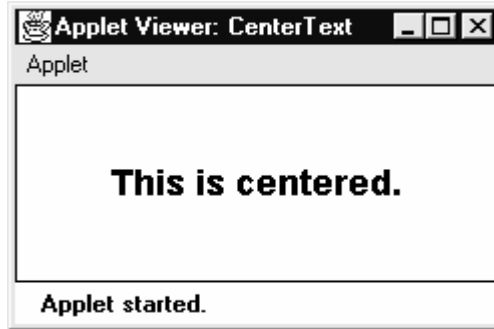 Applet Viewer: CenterText
Applet
This is centered.
Applet started.